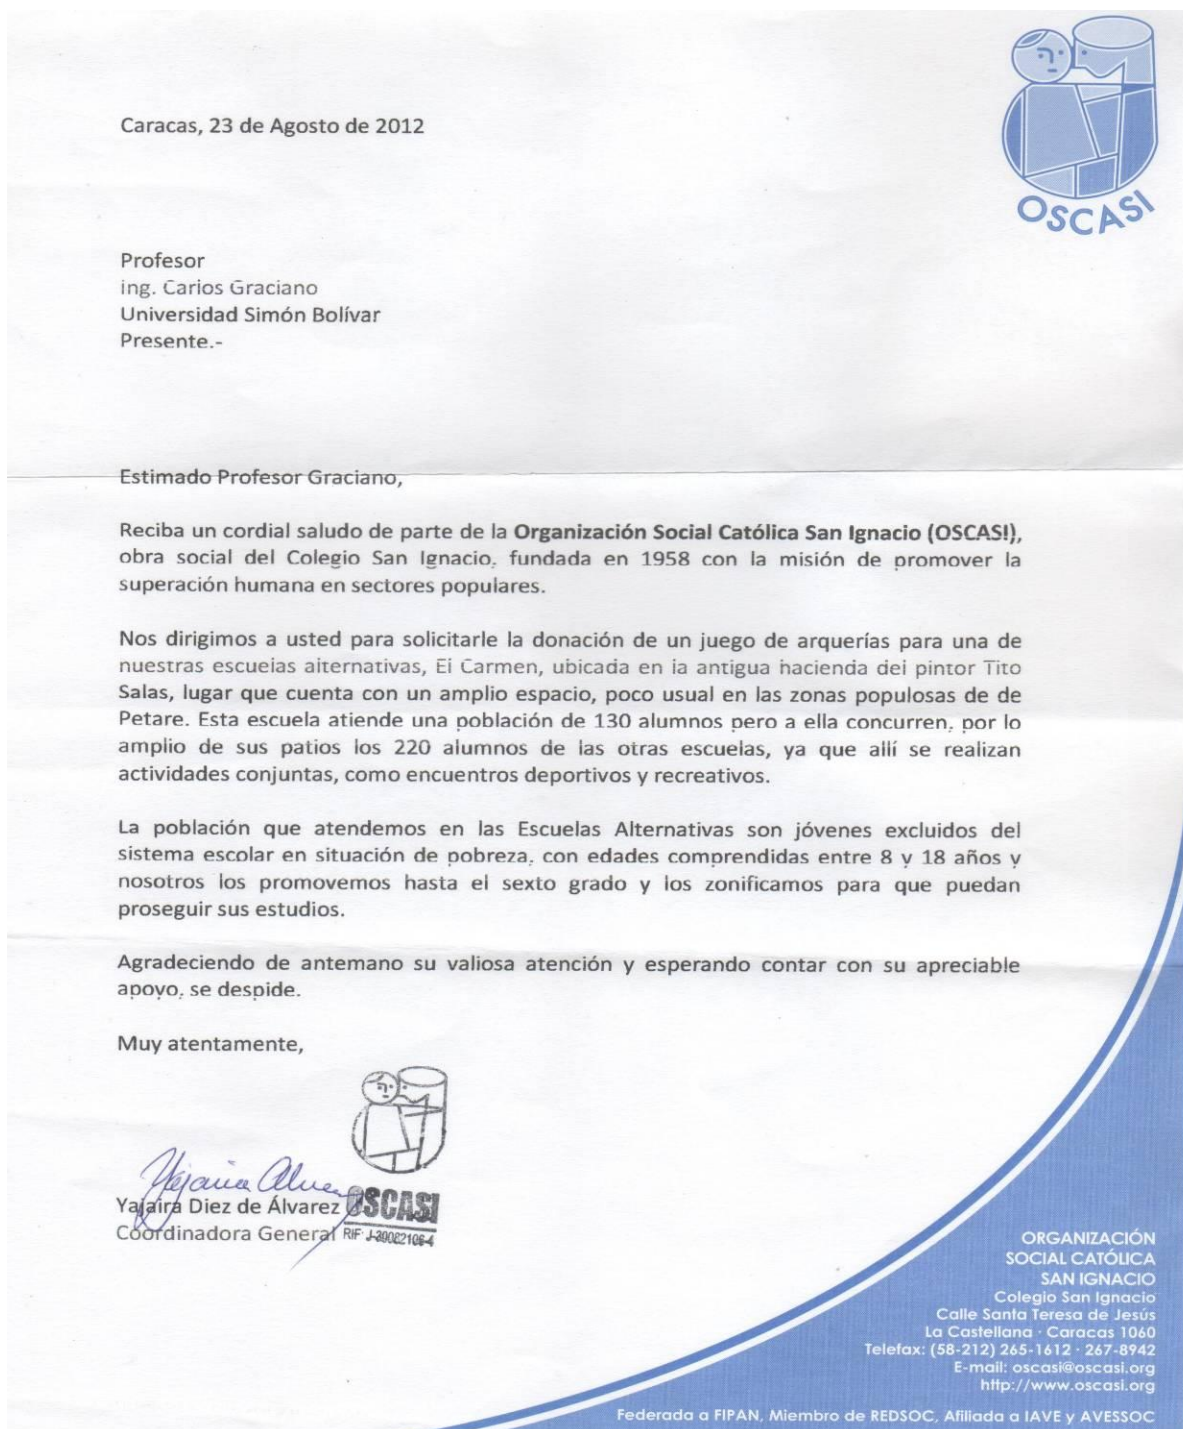 OSCASI
Caracas, 23 de Agosto de 2012
Profesor
ing. Carlos Graciano
Universidad Simón Bolívar
Presente.-
Estimado Profesor Graciano,
Reciba un cordial saludo de parte de la Organización Social Católica San Ignacio (OSCASI),
obra social del Colegio San Ignacio, fundada en 1958 con la misión de promover la
superación humana en sectores populares.
Nos dirigimos a usted para solicitarle la donación de un juego de arquerías para una de
nuestras escuelas alternativas, El Carmen, ubicada en la antigua hacienda del pintor Tito
Salas, lugar que cuenta con un amplio espacio, poco usual en las zonas populosas de de
Petare. Esta escuela atiende una población de 130 alumnos pero a ella concurren, por lo
amplio de sus patios los 220 alumnos de las otras escuelas, ya que allí se realizan
actividades conjuntas, como encuentros deportivos y recreativos.
La población que atendemos en las Escuelas Alternativas son jóvenes excluidos del
sistema escolar en situación de pobreza, con edades comprendidas entre 8 y 18 años y
nosotros los promovemos hasta el sexto grado y los zonificamos para que puedan
proseguir sus estudios.
Agradeciendo de antemano su valiosa atención y esperando contar con su apreciable
apoyo, se despide.
Muy atentamente,
Yajaira Diez de Álvarez
Coordinadora General
OSCASI
RIF:
ORGANIZACIÓN
SOCIAL CATÓLICA
SAN IGNACIO
Colegio San Ignacio
Calle Santa Teresa de Jesús
La Castellana · Caracas 1060
Telefax: (58-212) 265-1612 · 267-8942
E-mail: oscasi@oscasi.org
http://www.oscasi.org
Federada a FIPAN, Miembro de REDSOC, Afiliada a IAVE y AVESSOC